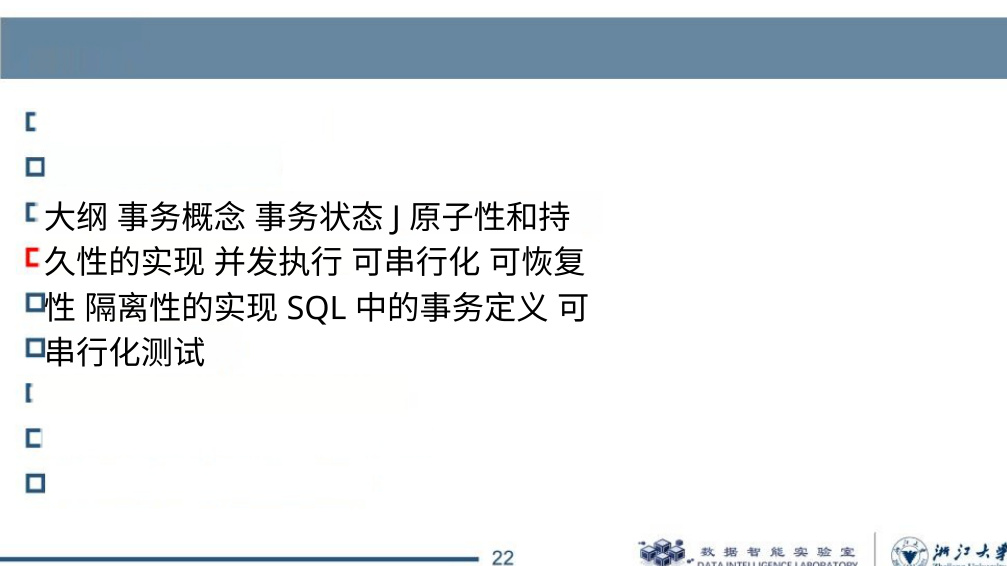 大纲 事务概念 事务状态 J 原子性和持
久性的实现 并发执行 可串行化 可恢复
性 隔离性的实现 SQL 中的事务定义 可
串行化测试
22
数据智能实验室
DATA INTELLIGENCE LABORATORY
浙江大学